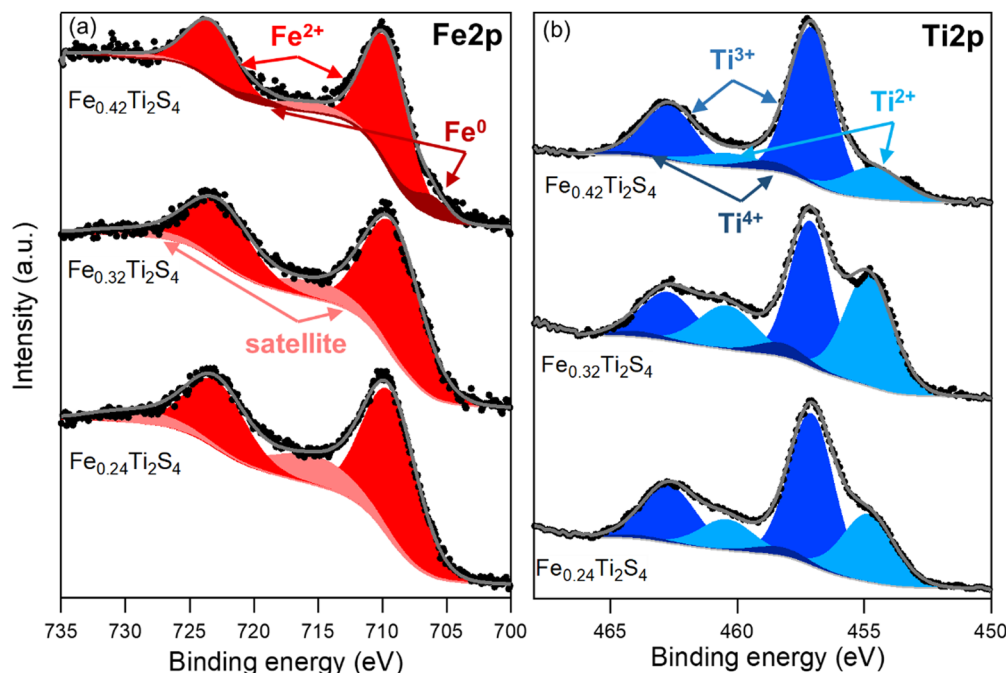 (a)
Fe2p
Fe²⁺
Fe₀.₄₂Ti₂S₄
Fe⁰
Fe₀.₃₂Ti₂S₄
satellite
Fe₀.₂₄Ti₂S₄
Intensity (a.u.)
735 730 725 720 715 710 705 700
Binding energy (eV)
(b)
Ti2p
Ti³⁺
Ti²⁺
Fe₀.₄₂Ti₂S₄
Ti⁴⁺
Fe₀.₃₂Ti₂S₄
Fe₀.₂₄Ti₂S₄
465 460 455 450
Binding energy (eV)